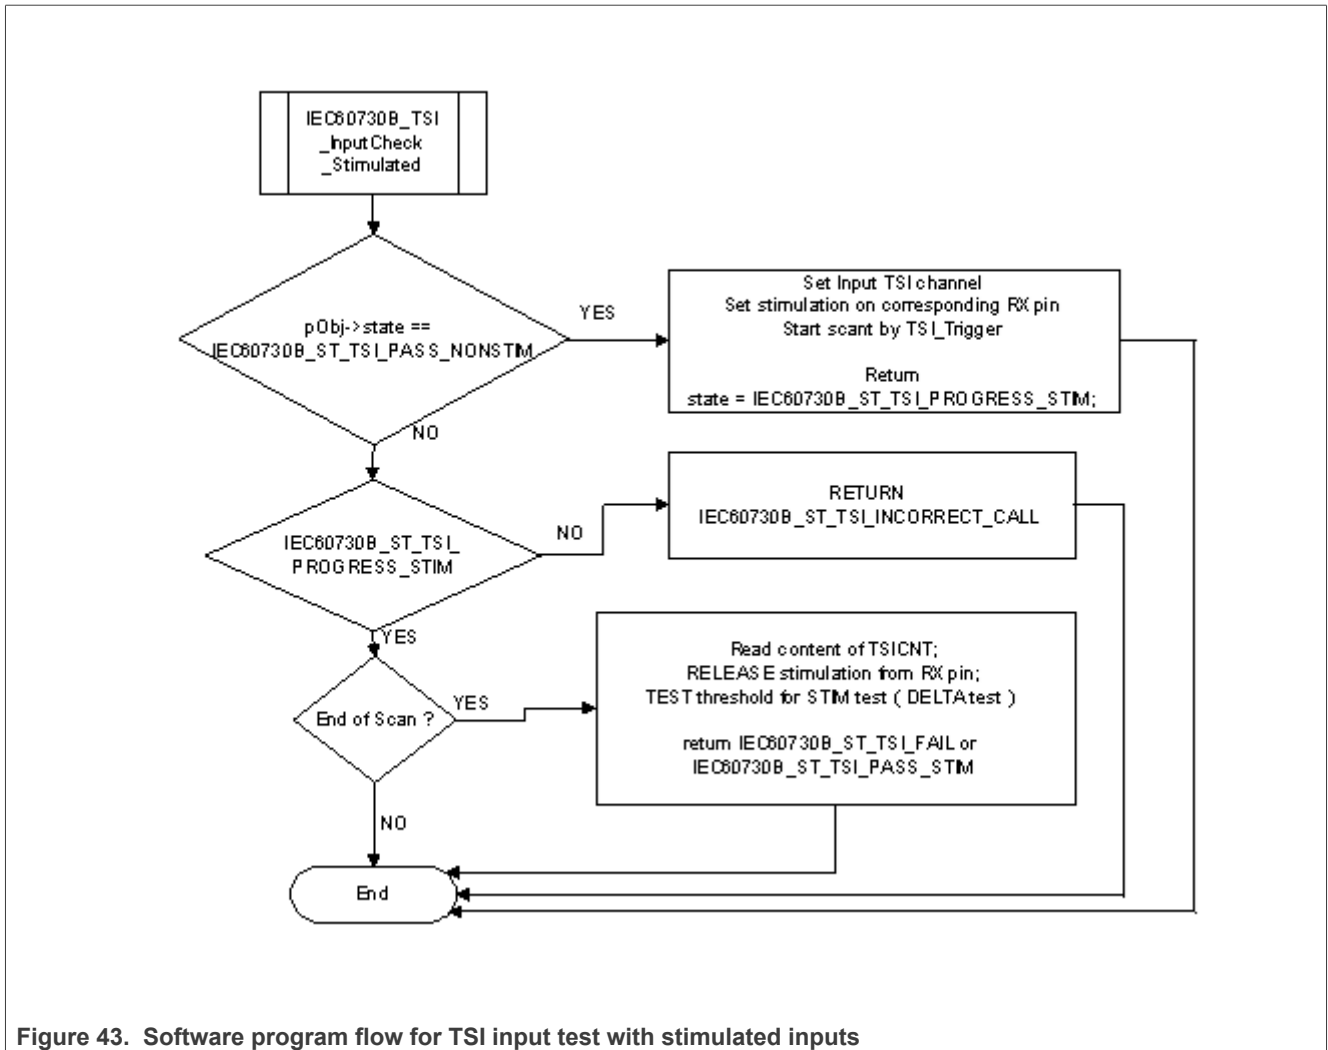 IEC60730B_TSI
_InputCheck
_Stimulated
pObj->state ==
IEC60730B_ST_TSI_PASS_NONSTIM
YES
Set Input TSI channel
Set stimulation on corresponding RX pin
Start scant by TSI_Trigger
Return
state = IEC60730B_ST_TSI_PROGRESS_STIM;
NO
IEC60730B_ST_TSI_
PROGRESS_STIM
NO
RETURN
IEC60730B_ST_TSI_INCORRECT_CALL
YES
End of Scan ?
YES
Read content of TSICNT;
RELEASE stimulation from RX pin;
TEST threshold for STIM test ( DELTA test )
return IEC60730B_ST_TSI_FAIL or
IEC60730B_ST_TSI_PASS_STIM
NO
End
Figure 43. Software program flow for TSI input test with stimulated inputs